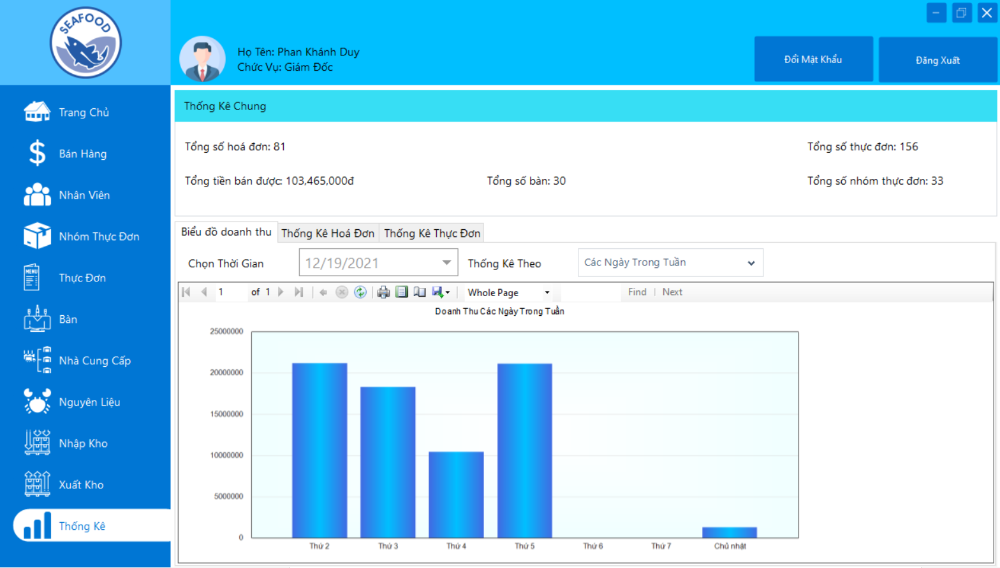 SEAFOOD
Họ Tên: Phan Khánh Duy
Chức Vụ: Giám Đốc
Đổi Mật Khẩu
Đăng Xuất
Trang Chủ
Bán Hàng
Nhân Viên
Nhóm Thực Đơn
MENU
Thực Đơn
Bàn
Nhà Cung Cấp
Nguyên Liệu
Nhập Kho
Xuất Kho
Thống Kê
Thống Kê Chung
Tổng số hoá đơn: 81
Tổng số thực đơn: 156
Tổng tiền bán được: 103,465,000đ
Tổng số bàn: 30
Tổng số nhóm thực đơn: 33
Biểu đồ doanh thu
Thống Kê Hoá Đơn
Thống Kê Thực Đơn
Chọn Thời Gian
12/19/2021
Thống Kê Theo
Các Ngày Trong Tuần
1 of 1
Whole Page
Find | Next
Doanh Thu Các Ngày Trong Tuần
25000000
20000000
15000000
10000000
5000000
0
Thứ 2
Thứ 3
Thứ 4
Thứ 5
Thứ 6
Thứ 7
Chủ nhật